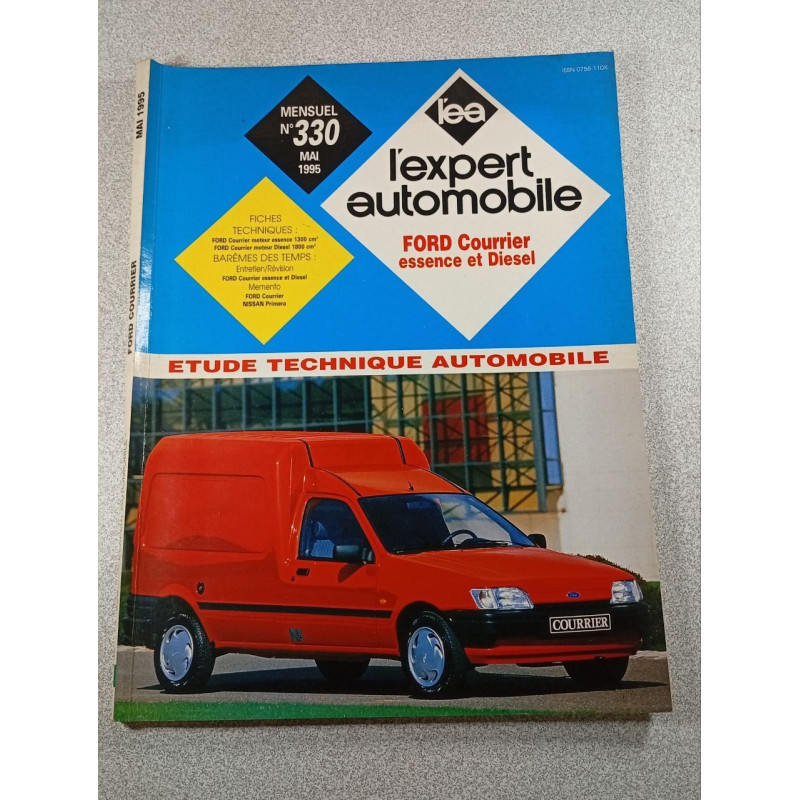 ISSN 0756-110X
MAI 1995
FORD COURRIER
MENSUEL
N° 330
MAI
1995
l'ea
l'expert
automobile
FORD Courrier
essence et Diesel
FICHES
TECHNIQUES :
FORD Courrier moteur essence 1300 cm³
FORD Courrier moteur Diesel 1800 cm³
BARÊMES DES TEMPS :
Entretien/Révision
FORD Courrier essence et Diesel
Memento
FORD Courrier
NISSAN Primera
ETUDE TECHNIQUE AUTOMOBILE
Ford
COURRIER